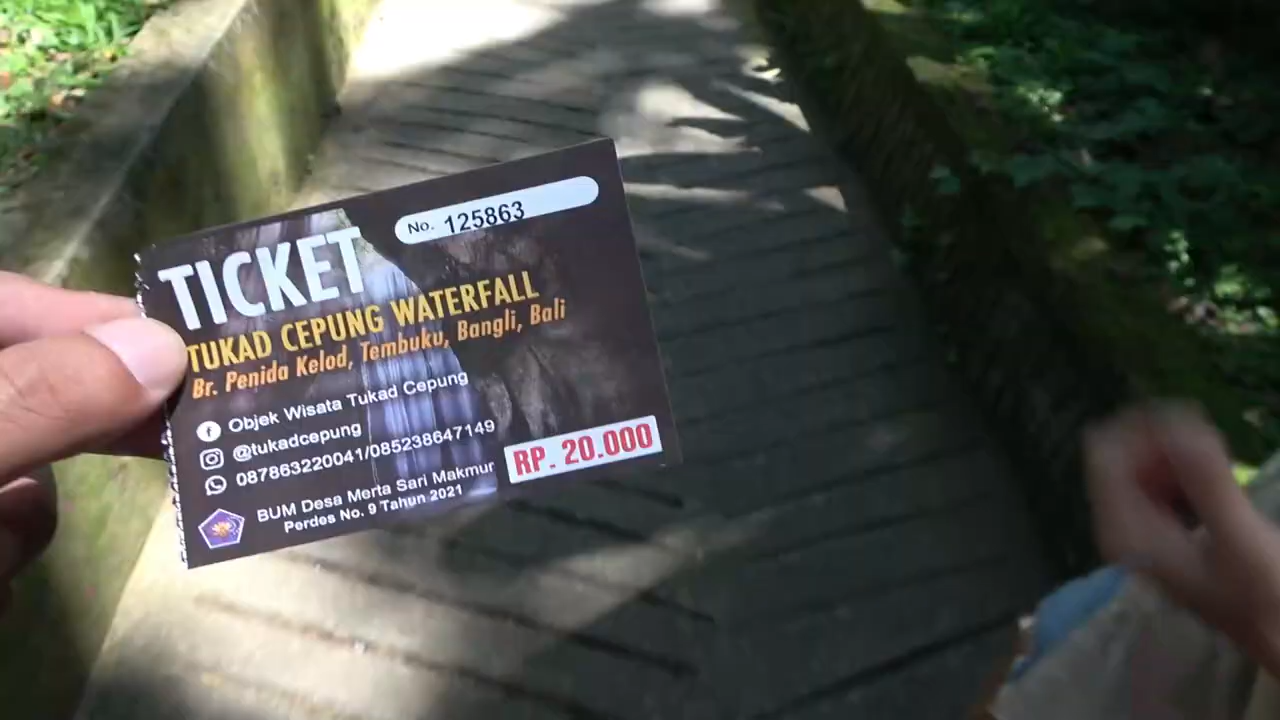 No. 125863
TICKET
TUKAD CEPUNG WATERFALL
Br. Penida Kelod, Tembuku, Bangli, Bali
Objek Wisata Tukad Cepung
@tukadcepung
087863220041/085238647149
RP. 20.000
BUM Desa Merta Sari Makmur
Perdes No. 9 Tahun 2021